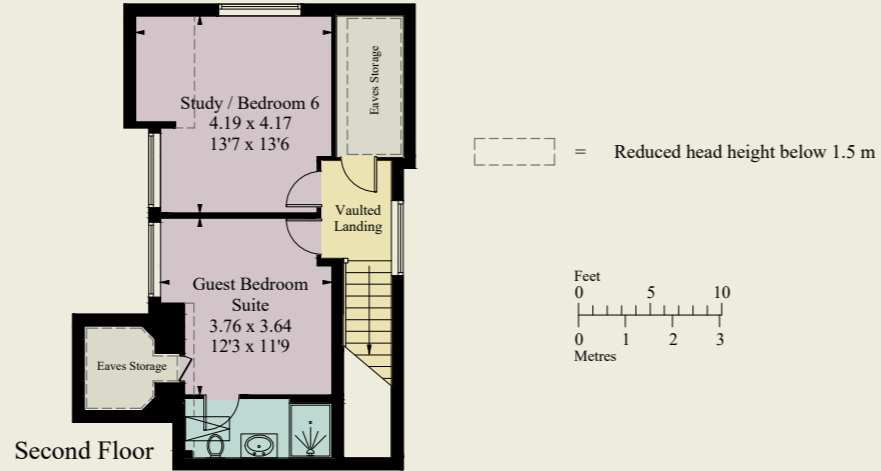 Eaves Storage
Study / Bedroom 6
4.19 x 4.17
13'7 x 13'6
= Reduced head height below 1.5 m
Vaulted
Landing
Guest Bedroom
Suite
3.76 x 3.64
12'3 x 11'9
Feet
0 5 10
0 1 2 3
Metres
Eaves Storage
Second Floor